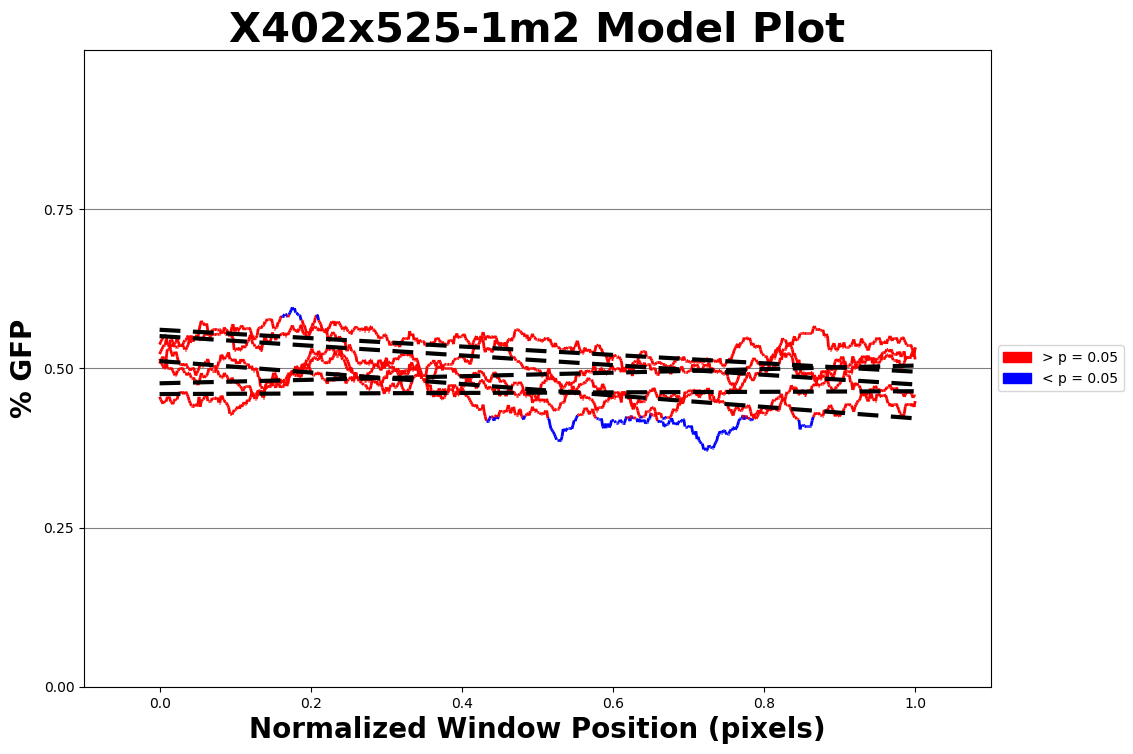 X402x525-1m2 Model Plot
% GFP
0.75
0.50
0.25
0.00
0.0 0.2 0.4 0.6 0.8 1.0
Normalized Window Position (pixels)
> p = 0.05
< p = 0.05